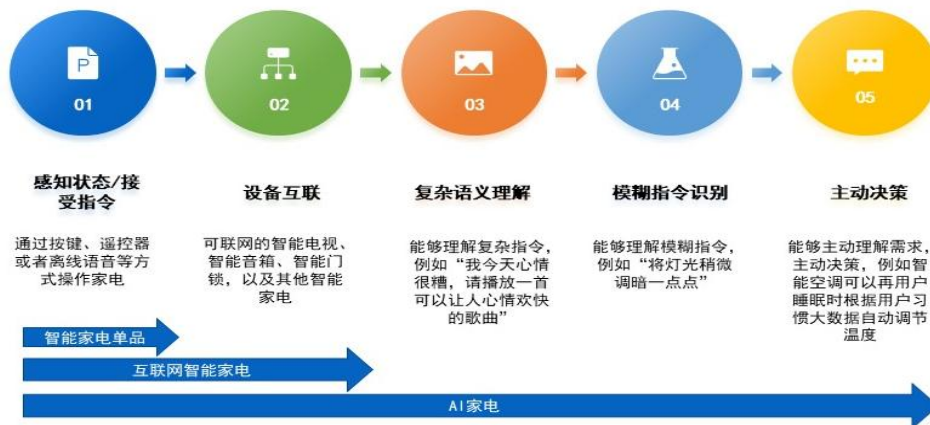 01
02
03
04
05
感知状态/接
受指令
设备互联
复杂语义理解
模糊指令识别
主动决策
通过按键、遥控器
或者离线语音等方
式操作家电
可联网的智能电视、
智能音箱、智能门
锁，以及其他智能
家电
能够理解复杂指令，
例如“我今天心情
很糟，请播放一首
可以让人心情欢快
的歌曲”
能够理解模糊指令，
例如“将灯光稍微
调暗一点点”
能够主动理解需求，
主动决策，例如智
能空调可以再用户
睡眠时根据用户习
惯大数据自动调节
温度
智能家电单品
互联网智能家电
AI家电